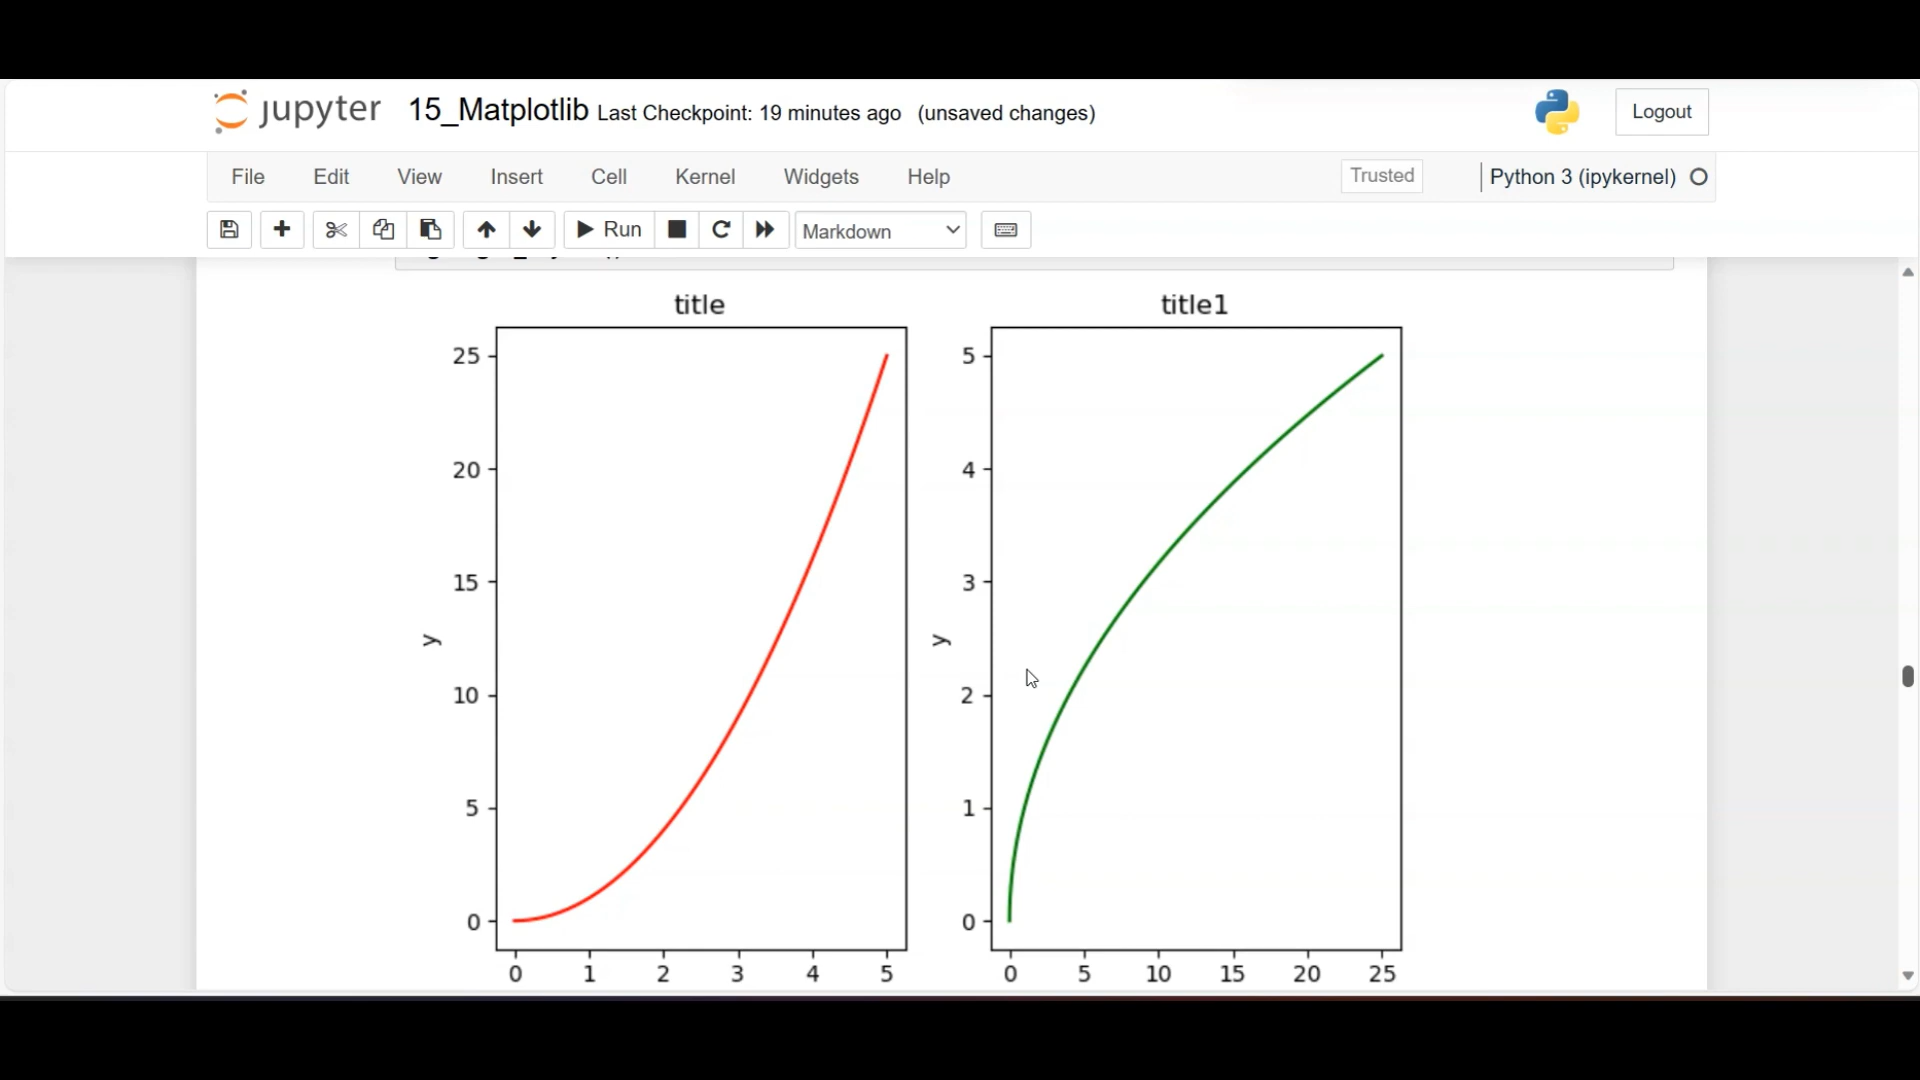 jupyter 15_Matplotlib Last Checkpoint: 19 minutes ago (unsaved changes) Logout
File Edit View Insert Cell Kernel Widgets Help Trusted Python 3 (ipykernel)
Run Markdown
title title1
25 5
20 4
15 3
y y
10 2
5 1
0 0
0 1 2 3 4 5 0 5 10 15 20 25